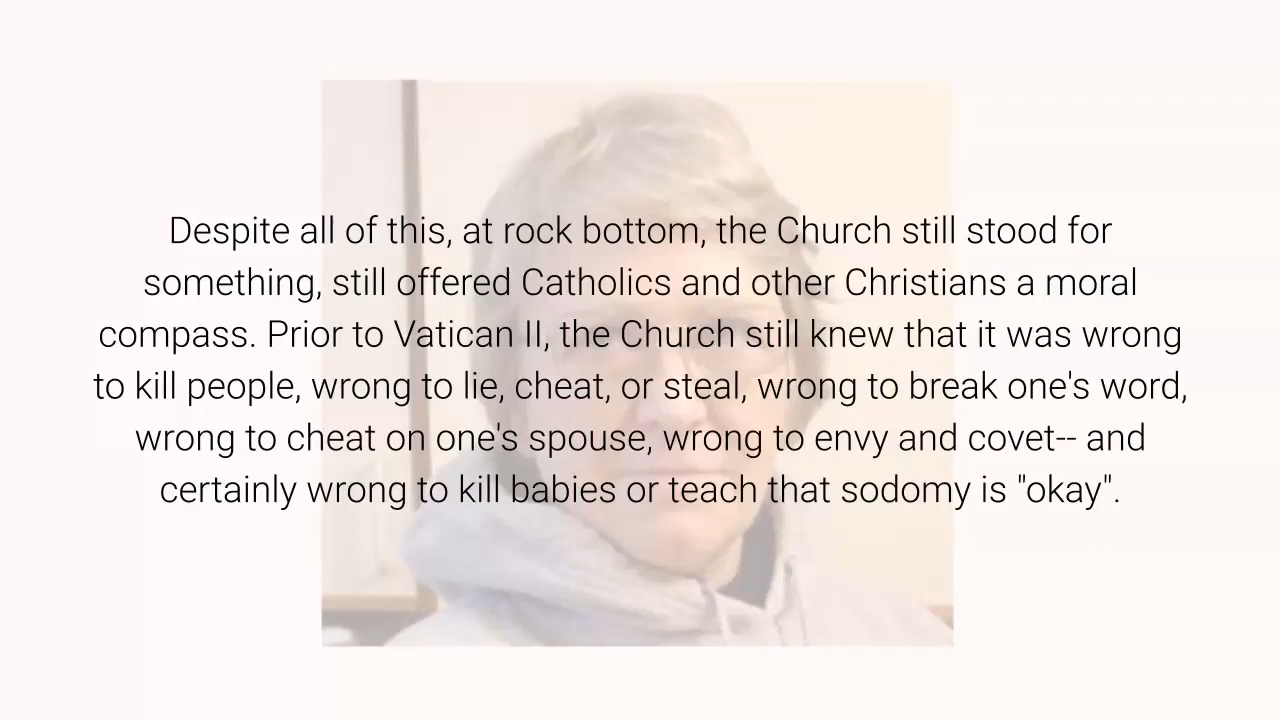 Despite all of this, at rock bottom, the Church still stood for
something, still offered Catholics and other Christians a moral
compass. Prior to Vatican II, the Church still knew that it was wrong
to kill people, wrong to lie, cheat, or steal, wrong to break one's word,
wrong to cheat on one's spouse, wrong to envy and covet-- and
certainly wrong to kill babies or teach that sodomy is "okay".